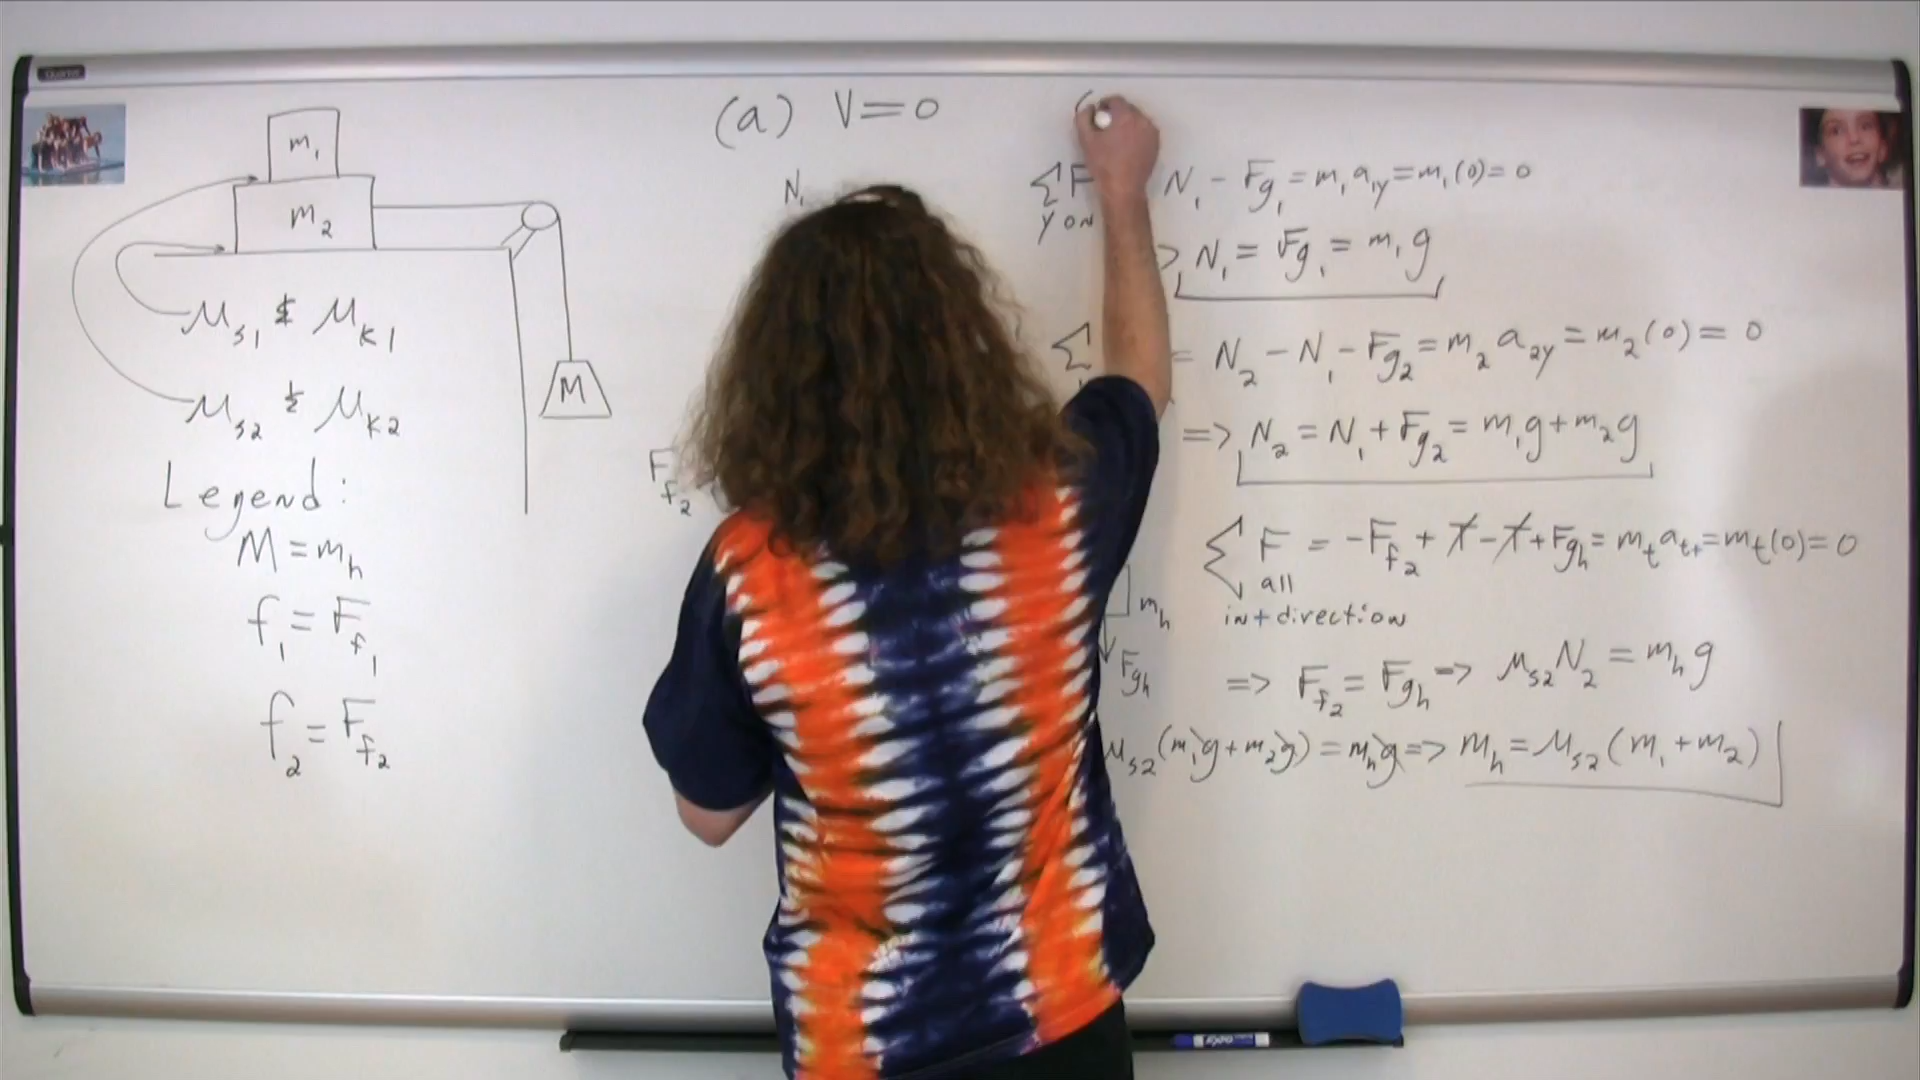 Quartet
m₁
m₂
M
μs1 & μk1
μs2 & μk2
Legend:
M = mₕ
f₁ = Ff₁
f₂ = Ff₂
(a) V=0
N₁
Ff₂
mₕ
Fgₕ
(
ΣF N₁ - Fg₁ = m₁a₁y = m₁(0) = 0
y on
> N₁ = Fg₁ = m₁g
Σ = N₂ - N₁ - Fg₂ = m₂a₂y = m₂(0) = 0
=> N₂ = N₁ + Fg₂ = m₁g + m₂g
ΣF = -Ff₂ + T - T + Fgₕ = mₜaₜ₊ = mₜ(0) = 0
all
in + direction
=> Ff₂ = Fgₕ => μs2N₂ = mₕg
μs2(m₁g + m₂g) = mₕg => mₕ = μs2(m₁ + m₂)
EXPO